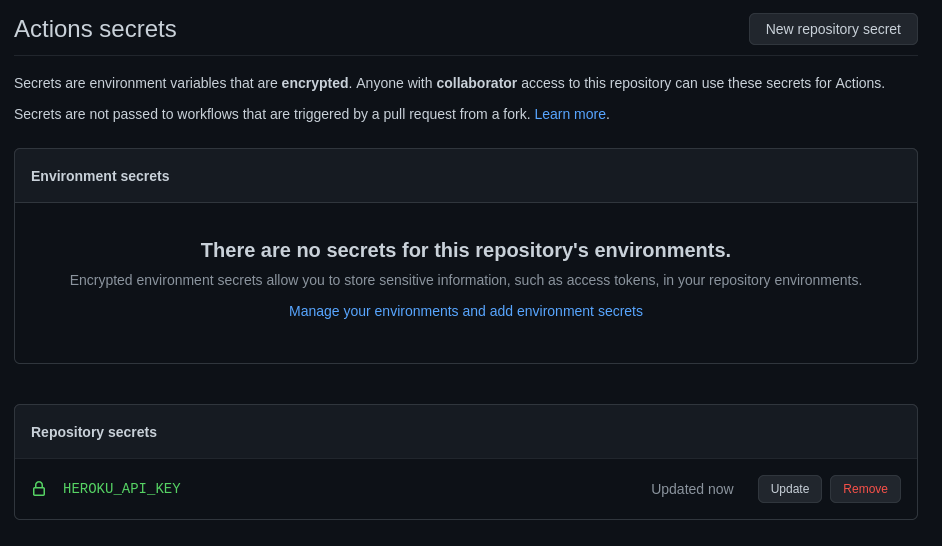 Actions secrets
New repository secret
Secrets are environment variables that are encrypted. Anyone with collaborator access to this repository can use these secrets for Actions.
Secrets are not passed to workflows that are triggered by a pull request from a fork. Learn more.
Environment secrets
There are no secrets for this repository's environments.
Encrypted environment secrets allow you to store sensitive information, such as access tokens, in your repository environments.
Manage your environments and add environment secrets
Repository secrets
HEROKU_API_KEY
Updated now
Update
Remove